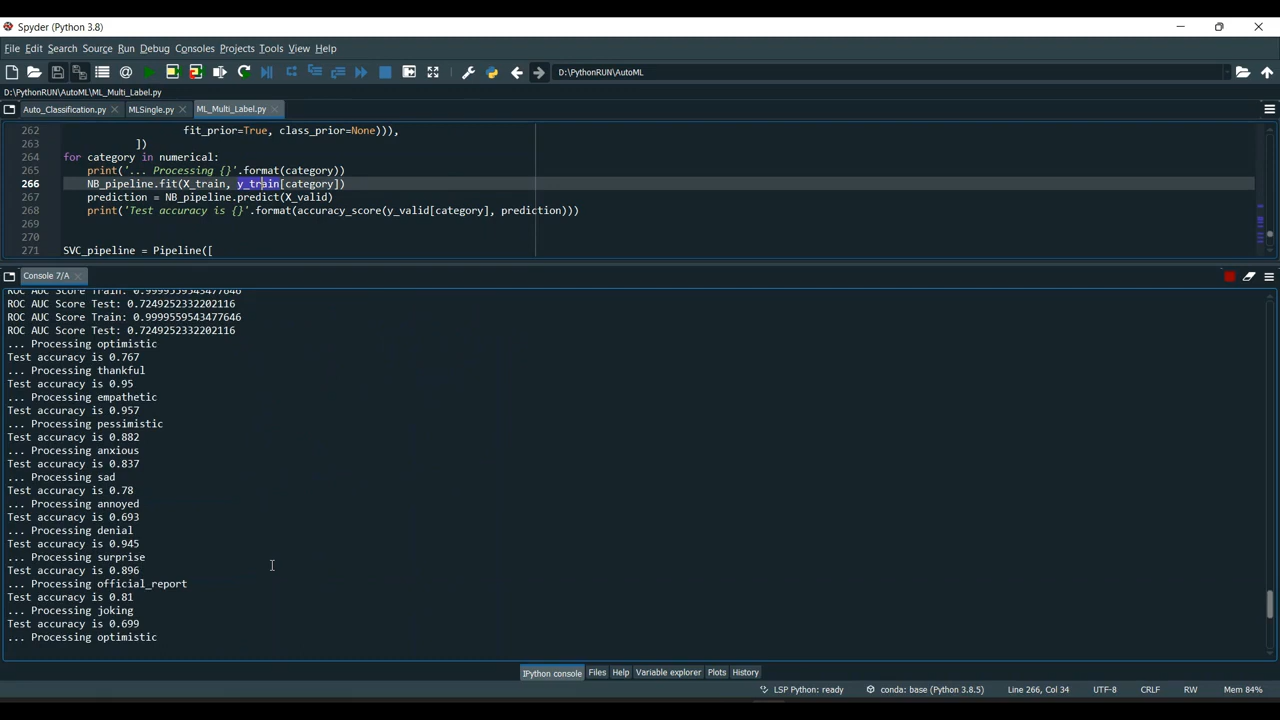 Spyder (Python 3.8)
File Edit Search Source Run Debug Consoles Projects Tools View Help
D:\PythonRUN\AutoML
D:\PythonRUN\AutoML\ML_Multi_Label.py
Auto_Classification.py MLSingle.py ML_Multi_Label.py
262 fit_prior=True, class_prior=None))),
263 ])
264 for category in numerical:
265 print('... Processing {}'.format(category))
266 NB_pipeline.fit(X_train, y_train[category])
267 prediction = NB_pipeline.predict(X_valid)
268 print('Test accuracy is {}'.format(accuracy_score(y_valid[category], prediction)))
269
270
271 SVC_pipeline = Pipeline([
Console 7/A
ROC AUC Score Train: 0.9999559543477646
ROC AUC Score Test: 0.7249252332202116
ROC AUC Score Train: 0.9999559543477646
ROC AUC Score Test: 0.7249252332202116
... Processing optimistic
Test accuracy is 0.767
... Processing thankful
Test accuracy is 0.95
... Processing empathetic
Test accuracy is 0.957
... Processing pessimistic
Test accuracy is 0.882
... Processing anxious
Test accuracy is 0.837
... Processing sad
Test accuracy is 0.78
... Processing annoyed
Test accuracy is 0.693
... Processing denial
Test accuracy is 0.945
... Processing surprise
Test accuracy is 0.896
... Processing official_report
Test accuracy is 0.81
... Processing joking
Test accuracy is 0.699
... Processing optimistic
IPython console Files Help Variable explorer Plots History
LSP Python: ready conda: base (Python 3.8.5) Line 266, Col 34 UTF-8 CRLF RW Mem 84%